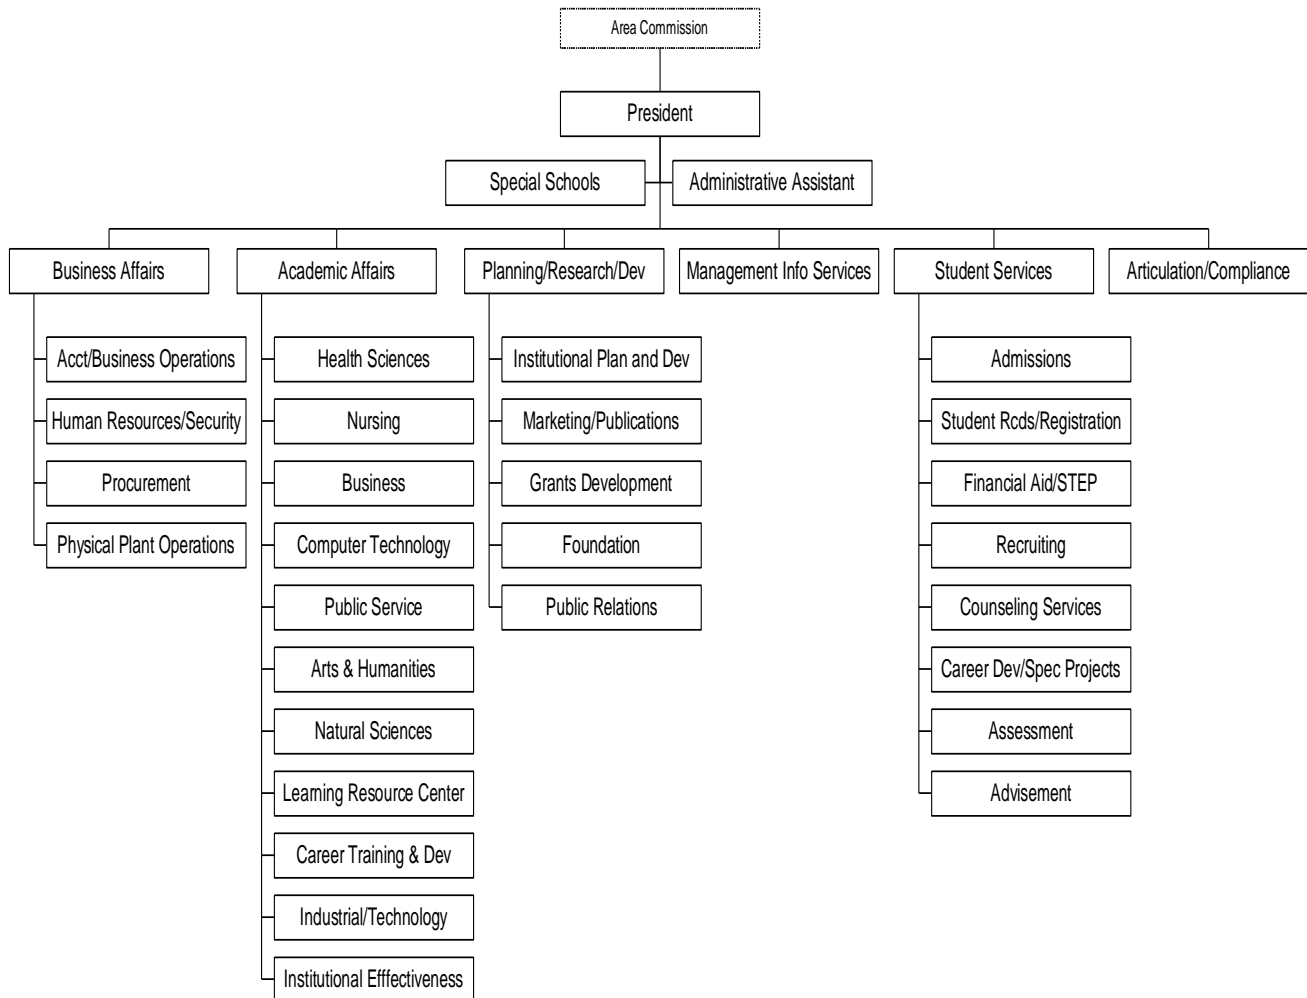 Area Commission
President
Special Schools
Administrative Assistant
Business Affairs
Academic Affairs
Planning/Research/Dev
Management Info Services
Student Services
Articulation/Compliance
Acct/Business Operations
Human Resources/Security
Procurement
Physical Plant Operations
Health Sciences
Nursing
Business
Computer Technology
Public Service
Arts & Humanities
Natural Sciences
Learning Resource Center
Career Training & Dev
Industrial/Technology
Institutional Efffectiveness
Institutional Plan and Dev
Marketing/Publications
Grants Development
Foundation
Public Relations
Admissions
Student Rcds/Registration
Financial Aid/STEP
Recruiting
Counseling Services
Career Dev/Spec Projects
Assessment
Advisement